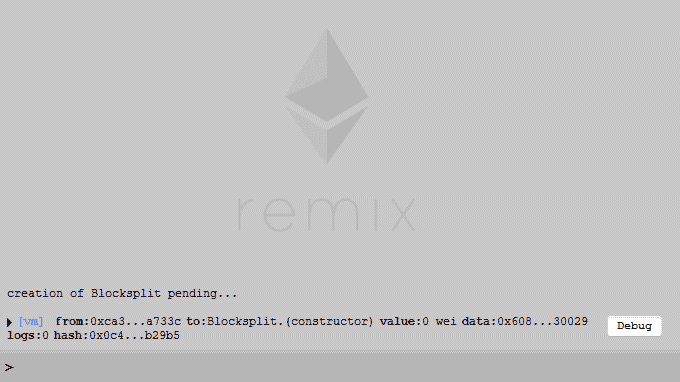 remix
creation of Blocksplit pending...
[vm] from:0xca3...a733c to:Blocksplit.(constructor) value:0 wei data:0x608...30029
logs:0 hash:0x0c4...b29b5
Debug
>